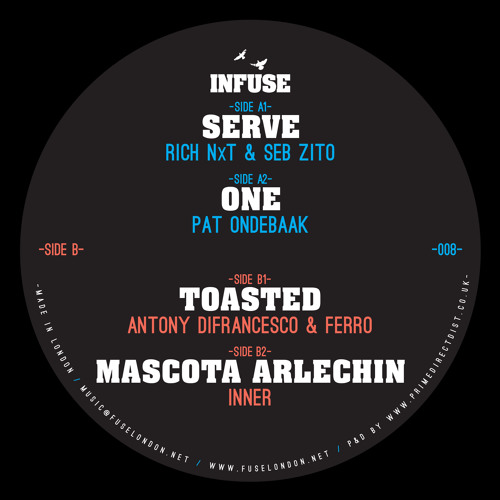 INFUSE
-SIDE A1-
SERVE
RICH NxT & SEB ZITO
-SIDE A2-
ONE
PAT ONDEBAAK
-SIDE B-
-008-
-SIDE B1-
TOASTED
ANTONY DIFRANCESCO & FERRO
-SIDE B2-
MASCOTA ARLECHIN
INNER
-MADE IN LONDON / MUSIC@FUSELONDON.NET / WWW.FUSELONDON.NET / P&D BY WWW.PRIMEDIRECTDIST.CO.UK-